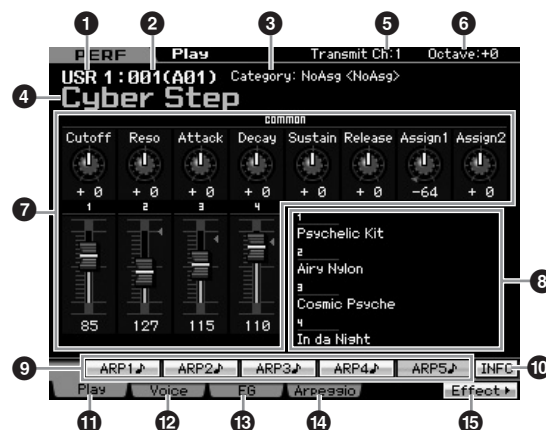 1 2 3 5 6
PERF Play Transmit Ch:1 Octave:+0
USR 1:001(A01) Category: NoAsg <NoAsg>
4 Cyber Step
common
Cutoff Reso Attack Decay Sustain Release Assign1 Assign2
+ 0 + 0 + 0 + 0 + 0 + 0 -64 + 0
7
1 2 3 4
85 127 115 110
1
Psychelic Kit
2
Airy Nylon
3
Cosmic Psyche
4
In da Night
8
9 ARP1♪ ARP2♪ ARP3♪ ARP4♪ ARP5♪ INFO 10
Play Voice EG Arpeggio Effect
11 12 13 14 15